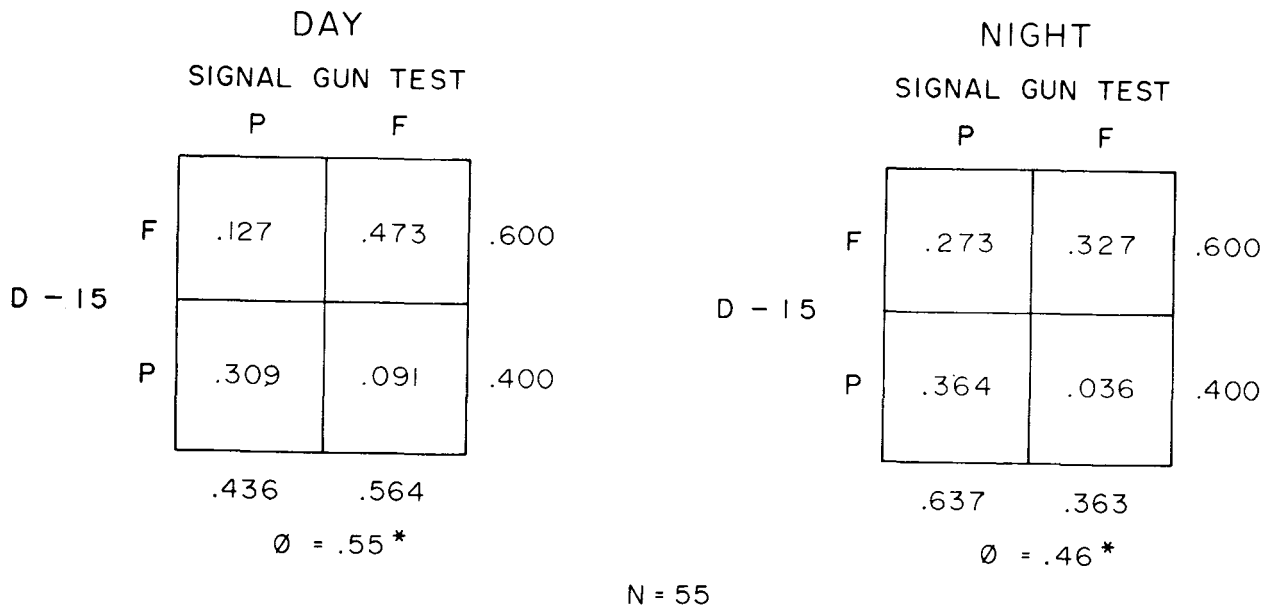 DAY
SIGNAL GUN TEST
P F
F .127 .473 .600
D-15
P .309 .091 .400
.436 .564
Ø = .55*
NIGHT
SIGNAL GUN TEST
P F
F .273 .327 .600
D-15
P .364 .036 .400
.637 .363
Ø = .46*
N = 55